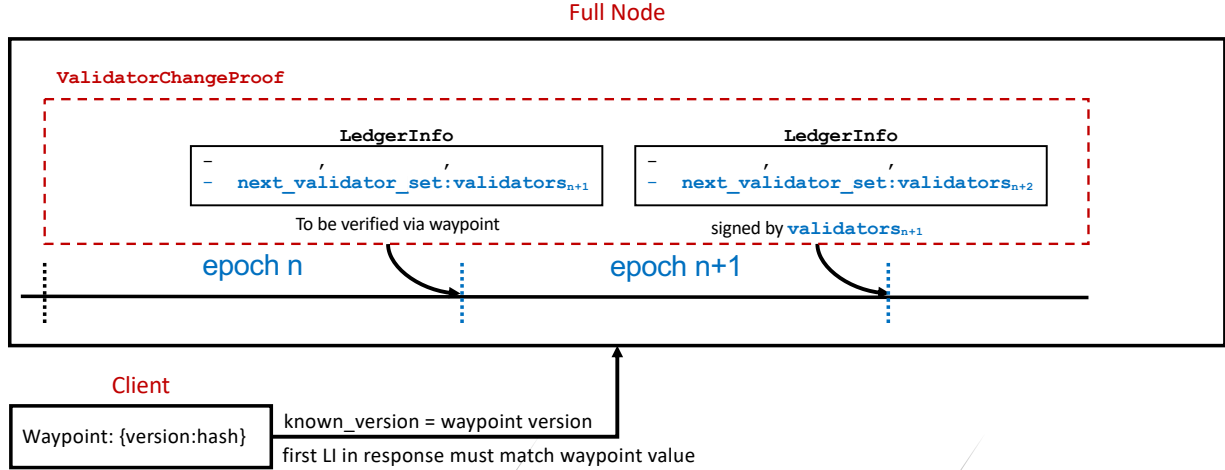 Full Node
ValidatorChangeProof
LedgerInfo
- , ,
- next_validator_set:validatorsn+1
To be verified via waypoint
LedgerInfo
- , ,
- next_validator_set:validatorsn+2
signed by validatorsn+1
epoch n
epoch n+1
Client
Waypoint: {version:hash}
known_version = waypoint version
first LI in response must match waypoint value